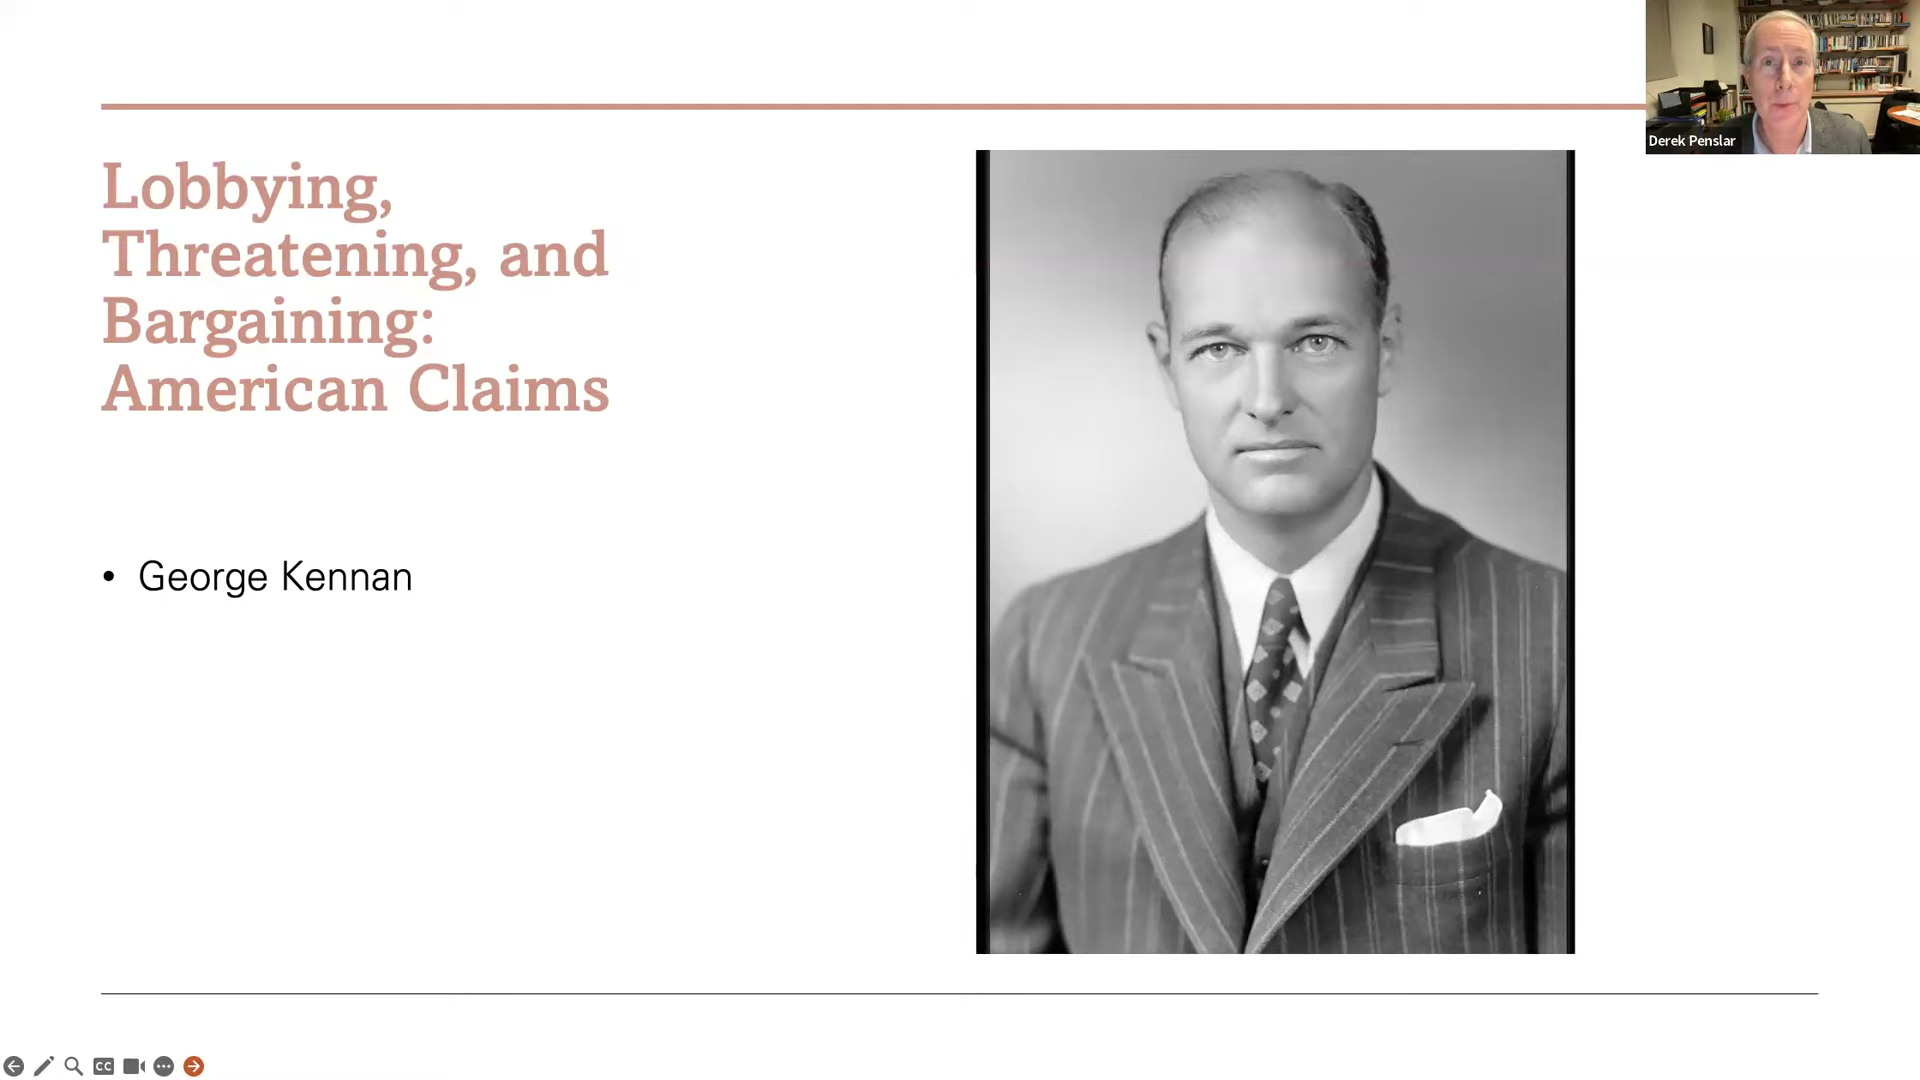 Lobbying,
Threatening, and
Bargaining:
American Claims
• George Kennan
Derek Penslar
CC